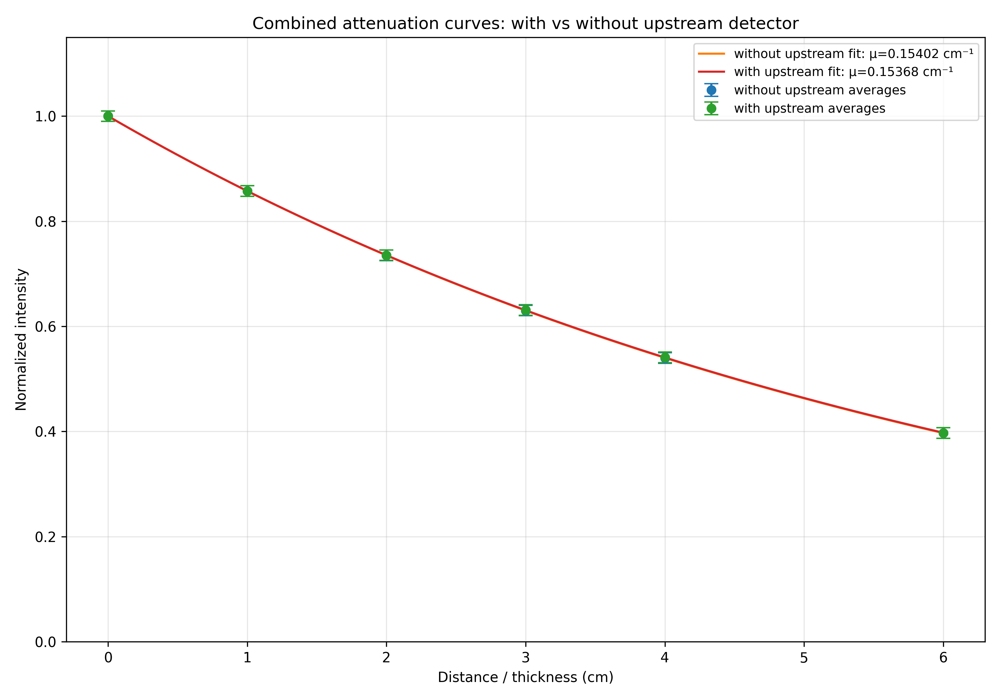 Combined attenuation curves: with vs without upstream detector
without upstream fit: μ=0.15402 cm⁻¹
with upstream fit: μ=0.15368 cm⁻¹
without upstream averages
with upstream averages
Normalized intensity
1.0
0.8
0.6
0.4
0.2
0.0
0 1 2 3 4 5 6
Distance / thickness (cm)